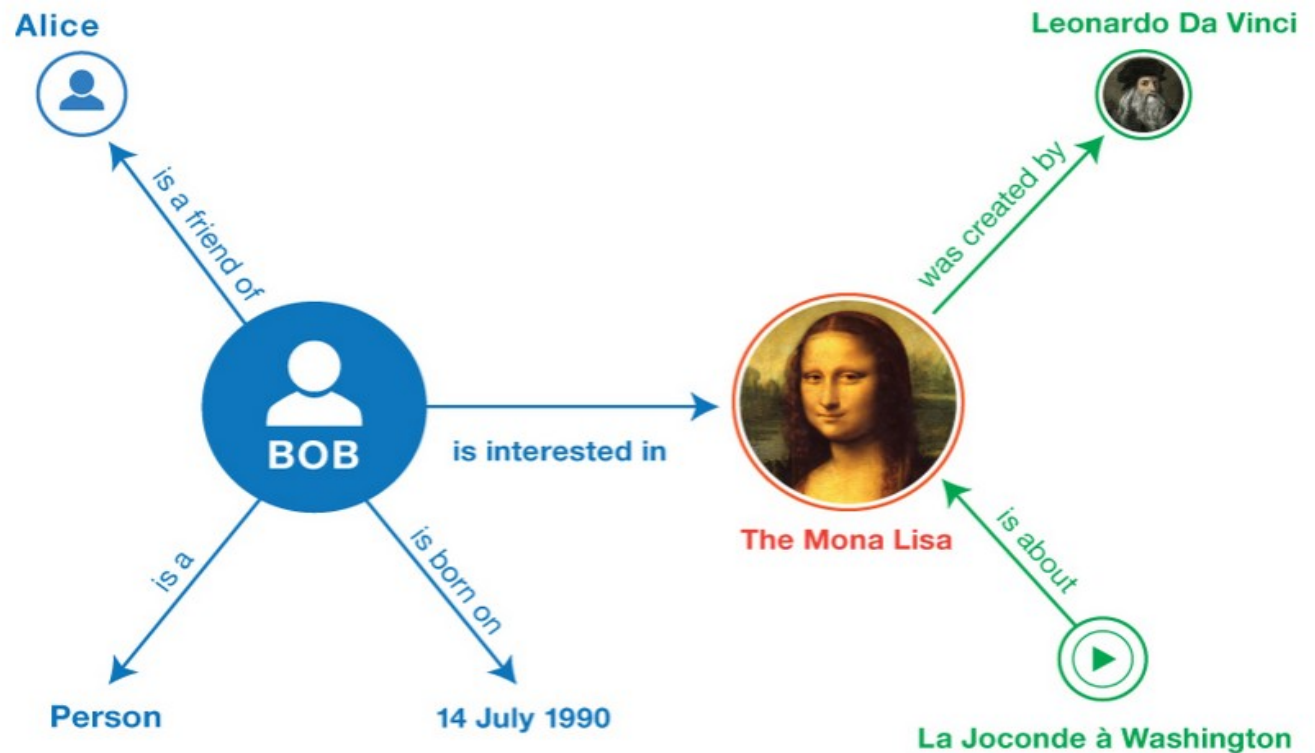 Alice
Leonardo Da Vinci
is a friend of
was created by
BOB
is interested in
The Mona Lisa
is a
is born on
is about
Person
14 July 1990
La Joconde à Washington